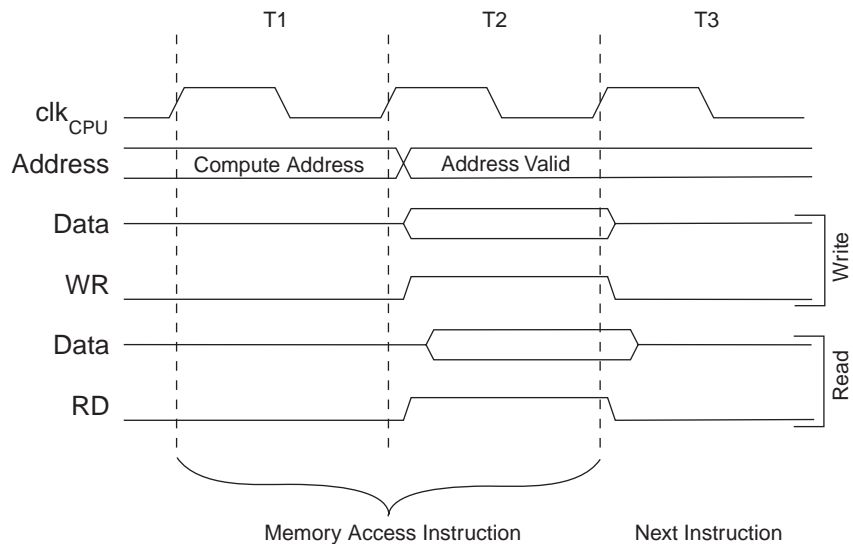 T1 T2 T3
clkCPU
Address Compute Address Address Valid
Data
WR
Write
Data
RD
Read
Memory Access Instruction Next Instruction